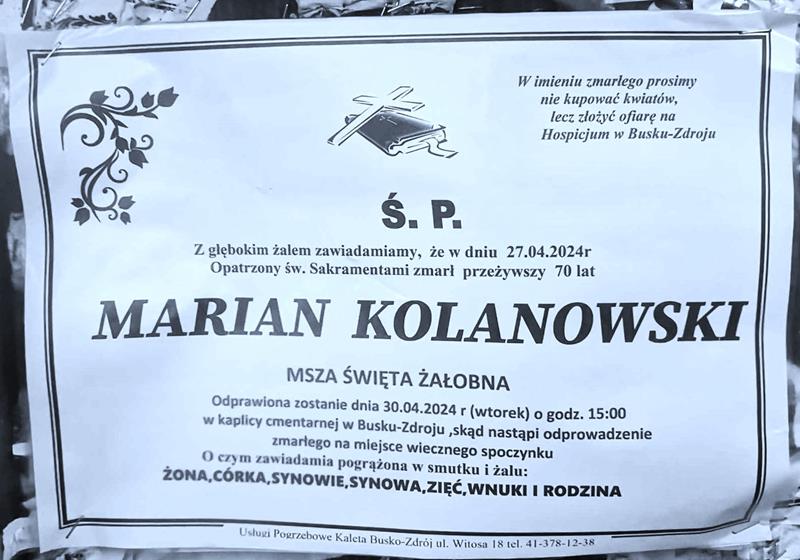 W imieniu zmarłego prosimy
nie kupować kwiatów,
lecz złożyć ofiarę na
Hospicjum w Busku-Zdroju
Ś. P.
Z głębokim żalem zawiadamiamy, że w dniu 27.04.2024r
Opatrzony św. Sakramentami zmarł przeżywszy 70 lat
MARIAN KOLANOWSKI
MSZA ŚWIĘTA ŻAŁOBNA
Odprawiona zostanie dnia 30.04.2024 r (wtorek) o godz. 15:00
w kaplicy cmentarnej w Busku-Zdroju ,skąd nastąpi odprowadzenie
zmarłego na miejsce wiecznego spoczynku
O czym zawiadamia pogrążona w smutku i żalu:
ŻONA,CÓRKA,SYNOWIE,SYNOWA,ZIĘĆ,WNUKI I RODZINA
Usługi Pogrzebowe Kaleta Busko-Zdrój ul. Witosa 18 tel. 41-378-12-38